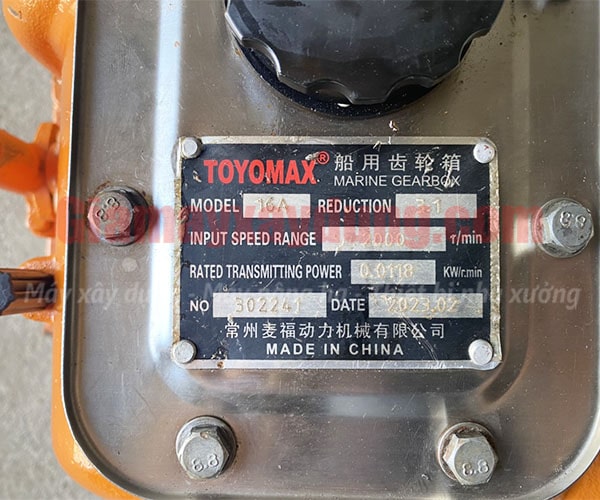 TOYOMAX® 船用齿轮箱
MARINE GEARBOX
MODEL 16A REDUCTION
INPUT SPEED RANGE r/min
RATED TRANSMITTING POWER 0.0118 KW/r.min
NO 302241 DATE 2023.02
常州麦福动力机械有限公司
MADE IN CHINA
8.8
8.8
8.8
8.8